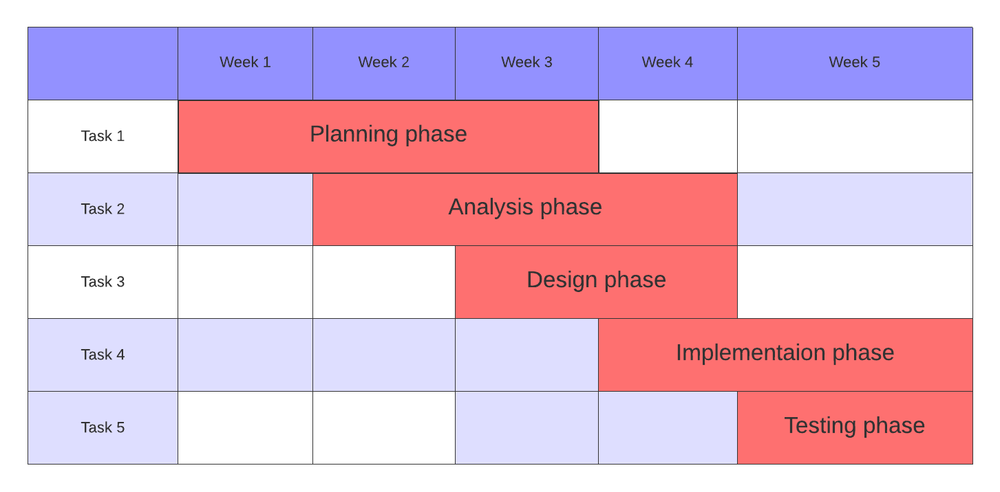 Week 1
Week 2
Week 3
Week 4
Week 5
Task 1
Planning phase
Task 2
Analysis phase
Task 3
Design phase
Task 4
Implementaion phase
Task 5
Testing phase